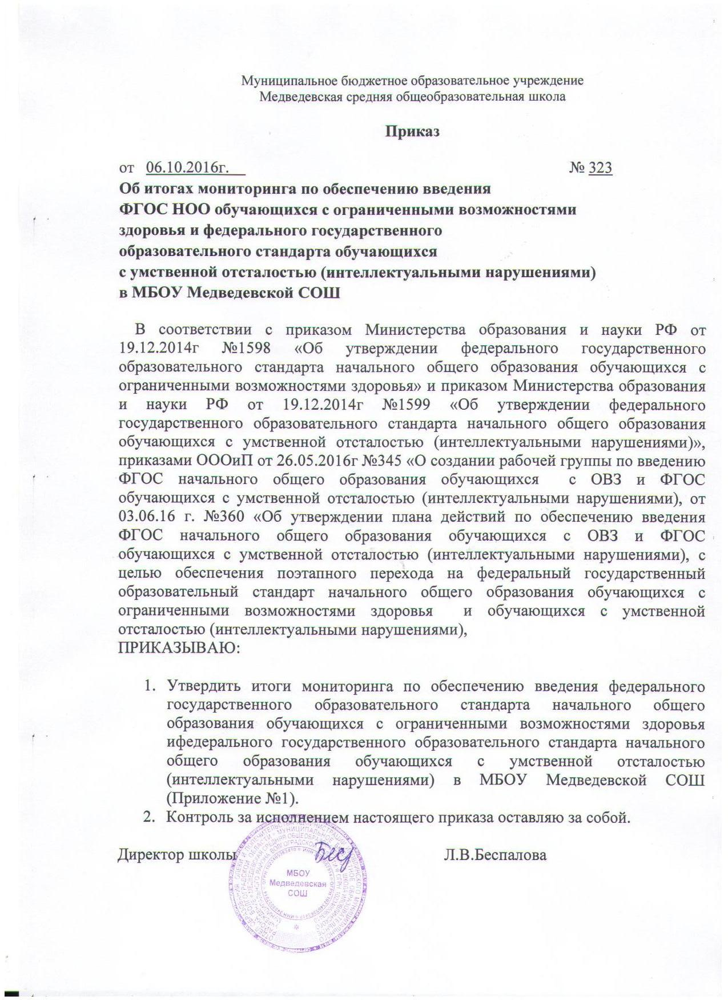 Муниципальное бюджетное образовательное учреждение
Медведевская средняя общеобразовательная школа
Приказ
от 06.10.2016г. № 323
Об итогах мониторинга по обеспечению введения
ФГОС НОО обучающихся с ограниченными возможностями
здоровья и федерального государственного
образовательного стандарта обучающихся
с умственной отсталостью (интеллектуальными нарушениями)
в МБОУ Медведевской СОШ
В соответствии с приказом Министерства образования и науки РФ от
19.12.2014г №1598 «Об утверждении федерального государственного
образовательного стандарта начального общего образования обучающихся с
ограниченными возможностями здоровья» и приказом Министерства образования
и науки РФ от 19.12.2014г №1599 «Об утверждении федерального
государственного образовательного стандарта начального общего образования
обучающихся с умственной отсталостью (интеллектуальными нарушениями)»,
приказами ОООиП от 26.05.2016г №345 «О создании рабочей группы по введению
ФГОС начального общего образования обучающихся с ОВЗ и ФГОС
обучающихся с умственной отсталостью (интеллектуальными нарушениями), от
03.06.16 г. №360 «Об утверждении плана действий по обеспечению введения
ФГОС начального общего образования обучающихся с ОВЗ и ФГОС
обучающихся с умственной отсталостью (интеллектуальными нарушениями), с
целью обеспечения поэтапного перехода на федеральный государственный
образовательный стандарт начального общего образования обучающихся с
ограниченными возможностями здоровья и обучающихся с умственной
отсталостью (интеллектуальными нарушениями),
ПРИКАЗЫВАЮ:
1. Утвердить итоги мониторинга по обеспечению введения федерального
государственного образовательного стандарта начального общего
образования обучающихся с ограниченными возможностями здоровья
ифедерального государственного образовательного стандарта начального
общего образования обучающихся с умственной отсталостью
(интеллектуальными нарушениями) в МБОУ Медведевской СОШ
(Приложение №1).
2. Контроль за исполнением настоящего приказа оставляю за собой.
Директор школы Л.В.Беспалова
МБОУ
Медведевская
СОШ